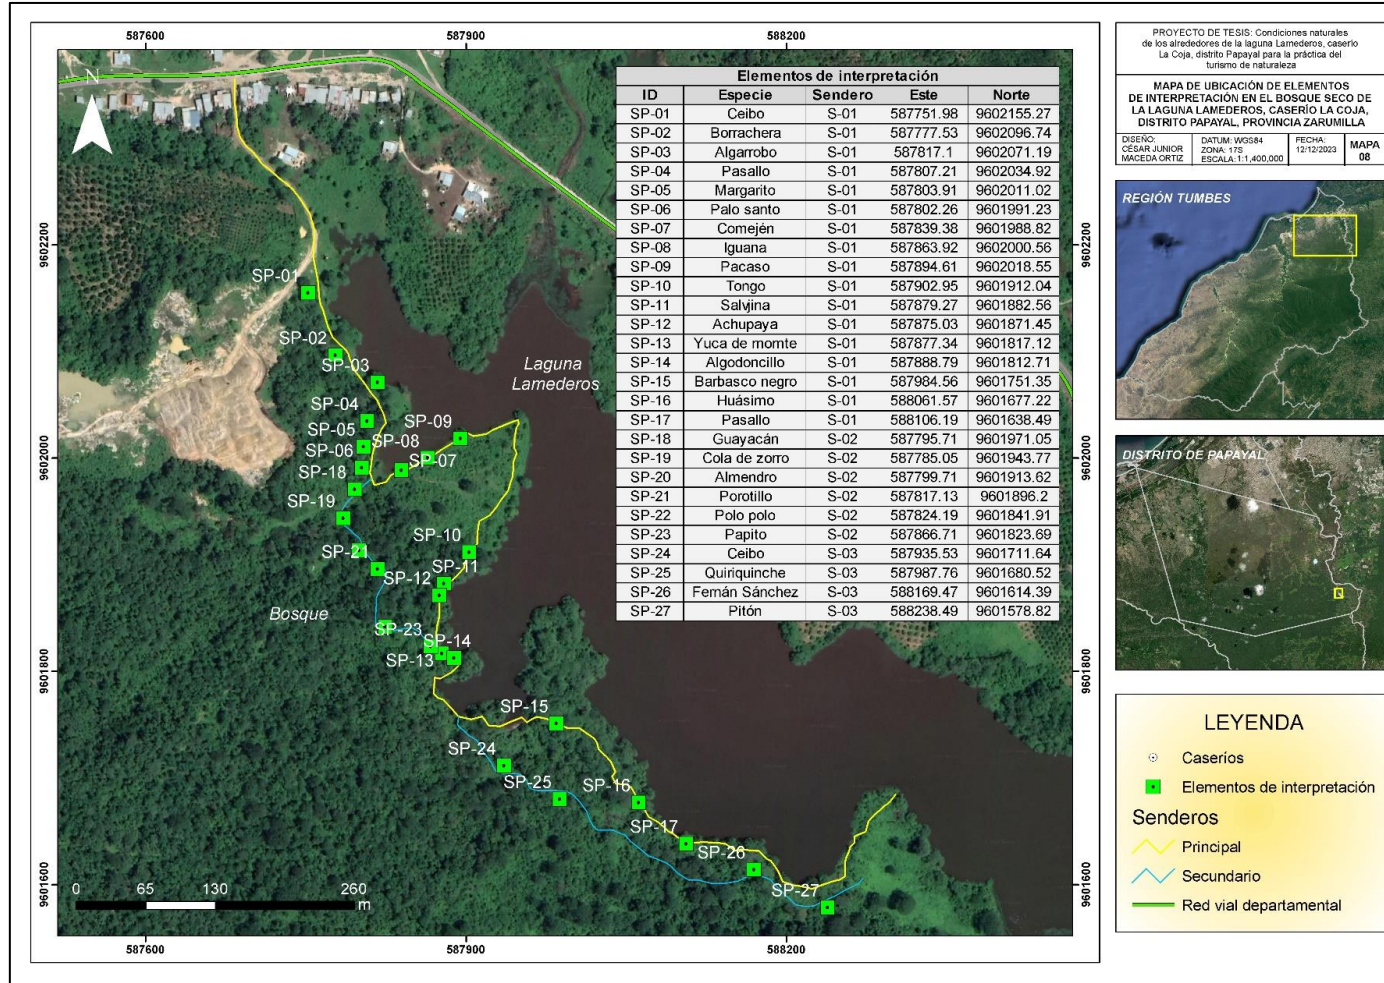 587600 587900 588200
N
Elementos de interpretación
ID Especie Sendero Este Norte
SP-01 Ceibo S-01 587751.98 9602155.27
SP-02 Borrachera S-01 587777.53 9602096.74
SP-03 Algarrobo S-01 587817.1 9602071.19
SP-04 Pasallo S-01 587807.21 9602034.92
SP-05 Margarito S-01 587803.91 9602011.02
SP-06 Palo santo S-01 587802.26 9601991.23
SP-07 Comején S-01 587839.38 9601988.82
SP-08 Iguana S-01 587863.92 9602000.56
SP-09 Pacaso S-01 587894.61 9602018.55
SP-10 Tongo S-01 587902.95 9601912.04
SP-11 Salvjina S-01 587879.27 9601882.56
SP-12 Achupaya S-01 587875.03 9601871.45
SP-13 Yuca de momte S-01 587877.34 9601817.12
SP-14 Algodoncillo S-01 587888.79 9601812.71
SP-15 Barbasco negro S-01 587984.56 9601751.35
SP-16 Huásimo S-01 588061.57 9601677.22
SP-17 Pasallo S-01 588106.19 9601638.49
SP-18 Guayacán S-02 587795.71 9601971.05
SP-19 Cola de zorro S-02 587785.05 9601943.77
SP-20 Almendro S-02 587799.71 9601913.62
SP-21 Porotillo S-02 587817.13 9601896.2
SP-22 Polo polo S-02 587824.19 9601841.91
SP-23 Papito S-02 587866.71 9601823.69
SP-24 Ceibo S-03 587935.53 9601711.64
SP-25 Quiriquinche S-03 587987.76 9601680.52
SP-26 Fernán Sánchez S-03 588169.47 9601614.39
SP-27 Pitón S-03 588238.49 9601578.82
9602200
9602000
9601800
9601600
9602200
9602000
9601800
9601600
SP-01
SP-02
SP-03
SP-04
SP-05
SP-09
SP-08
SP-06
SP-07
SP-18
SP-19
SP-10
SP-21
SP-11
SP-12
SP-23
SP-14
SP-13
SP-15
SP-24
SP-25
SP-16
SP-17
SP-26
SP-27
Laguna
Lamederos
Bosque
0 65 130 260
m
587600 587900 588200
PROYECTO DE TESIS: Condiciones naturales
de los alrededores de la laguna Lamederos, caserío
La Coja, distrito Papayal para la práctica del
turismo de naturaleza
MAPA DE UBICACIÓN DE ELEMENTOS
DE INTERPRETACIÓN EN EL BOSQUE SECO DE
LA LAGUNA LAMEDEROS, CASERÍO LA COJA,
DISTRITO PAPAYAL, PROVINCIA ZARUMILLA
DISEÑO:
CÉSAR JUNIOR
MACEDA ORTIZ
DATUM: WGS84
ZONA: 17S
ESCALA:1:1,400,000
FECHA:
12/12/2023
MAPA
08
REGIÓN TUMBES
DISTRITO DE PAPAYAL
LEYENDA
Caseríos
Elementos de interpretación
Senderos
Principal
Secundario
Red vial departamental